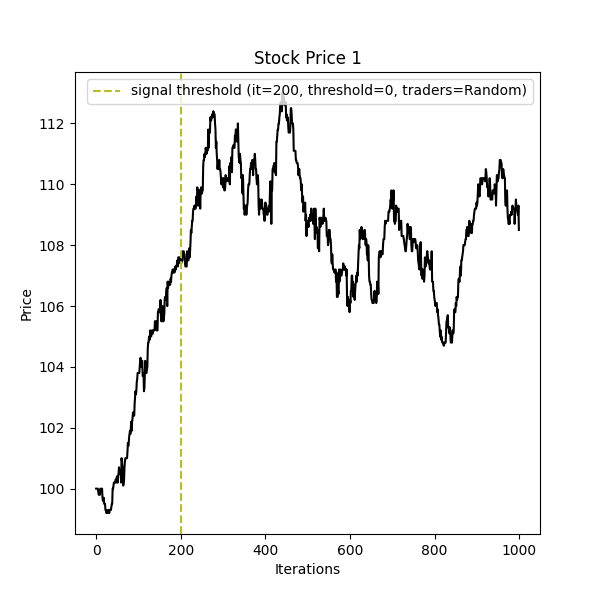 Stock Price 1
signal threshold (it=200, threshold=0, traders=Random)
112
110
108
106
104
102
100
Price
0 200 400 600 800 1000
Iterations